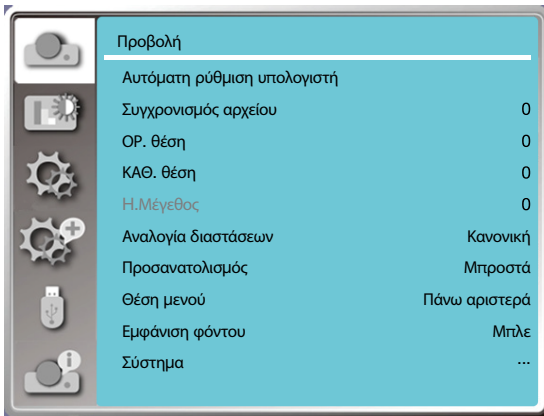 Προβολή
Αυτόματη ρύθμιση υπολογιστή
Συγχρονισμός αρχείου 0
ΟΡ. θέση 0
ΚΑΘ. θέση 0
Η.Μέγεθος 0
Αναλογία διαστάσεων Κανονική
Προσανατολισμός Μπροστά
Θέση μενού Πάνω αριστερά
Εμφάνιση φόντου Μπλε
Σύστημα ...